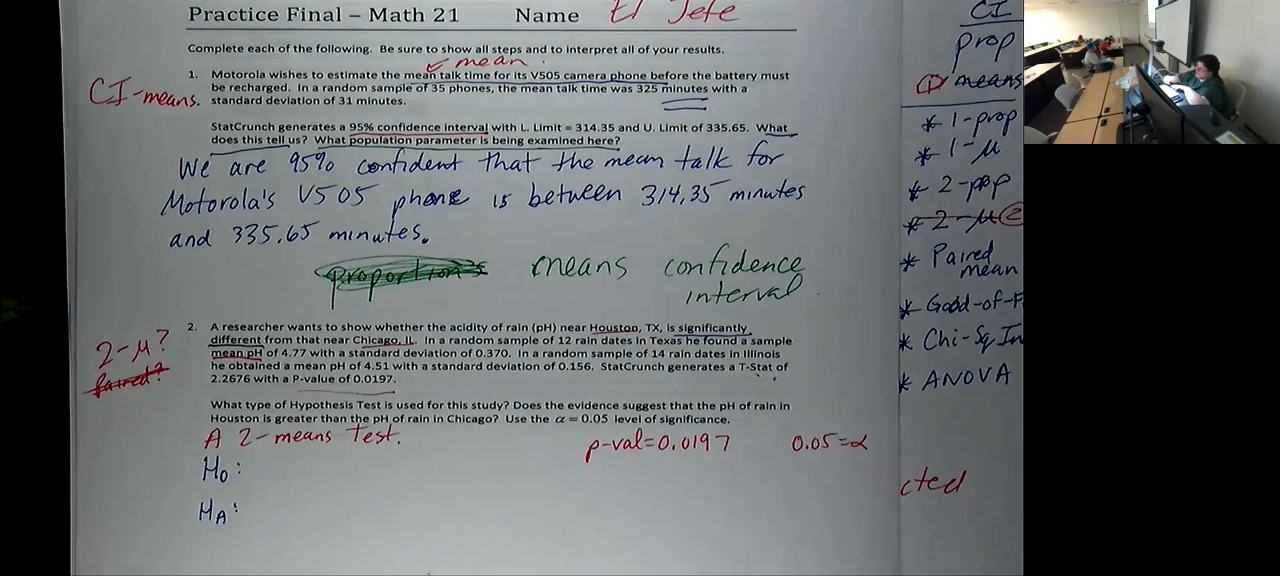 Practice Final – Math 21 Name El Jefe
Complete each of the following. Be sure to show all steps and to interpret all of your results.
mean
CI-means.
1. Motorola wishes to estimate the mean talk time for its V505 camera phone before the battery must
be recharged. In a random sample of 35 phones, the mean talk time was 325 minutes with a
standard deviation of 31 minutes.
StatCrunch generates a 95% confidence interval with L. Limit = 314.35 and U. Limit of 335.65. What
does this tell us? What population parameter is being examined here?
We are 95% confident that the mean talk for
Motorola's V505 phone is between 314.35 minutes
and 335.65 minutes.
proportions means confidence
interval
2-μ?
paired?
2. A researcher wants to show whether the acidity of rain (pH) near Houston, TX, is significantly
different from that near Chicago, IL. In a random sample of 12 rain dates in Texas he found a sample
mean pH of 4.77 with a standard deviation of 0.370. In a random sample of 14 rain dates in Illinois
he obtained a mean pH of 4.51 with a standard deviation of 0.156. StatCrunch generates a T-Stat of
2.2676 with a P-value of 0.0197.
What type of Hypothesis Test is used for this study? Does the evidence suggest that the pH of rain in
Houston is greater than the pH of rain in Chicago? Use the α = 0.05 level of significance.
A 2-means Test. p-val=0.0197 0.05=α
H0:
HA:
CI
prop
① means
* 1-prop
* 1-μ
* 2-prop
* 2-μ ②
* Paired
mean
* Good-of-F
* Chi-Sq In
* ANOVA
cted